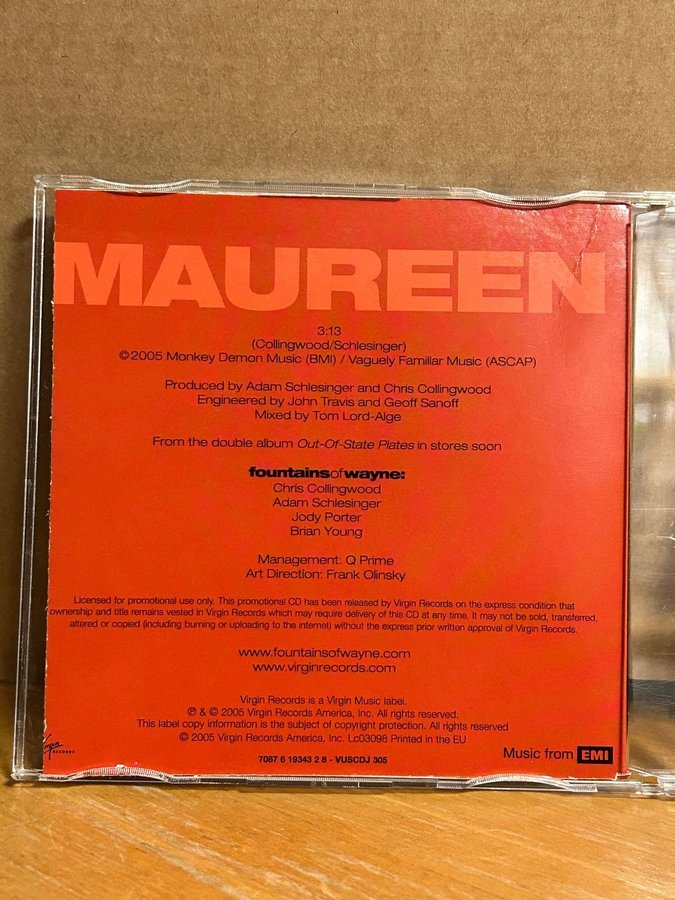 MAUREEN
3:13
(Collingwood/Schlesinger)
© 2005 Monkey Demon Music (BMI) / Vaguely Familiar Music (ASCAP)
Produced by Adam Schlesinger and Chris Collingwood
Engineered by John Travis and Geoff Sanoff
Mixed by Tom Lord-Alge
From the double album Out-Of-State Plates in stores soon
fountainsofwayne:
Chris Collingwood
Adam Schlesinger
Jody Porter
Brian Young
Management: Q Prime
Art Direction: Frank Olinsky
Licensed for promotional use only. This promotional CD has been released by Virgin Records on the express condition that
ownership and title remains vested in Virgin Records which may require delivery of this CD at any time. It may not be sold, transferred,
altered or copied (including burning or uploading to the internet) without the express prior written approval of Virgin Records.
www.fountainsofwayne.com
www.virginrecords.com
Virgin Records is a Virgin Music label.
℗ & © 2005 Virgin Records America, Inc. All rights reserved.
This label copy information is the subject of copyright protection. All rights reserved.
© 2005 Virgin Records America, Inc. Lc03098 Printed in the EU
Virgin
RECORDS
7087 6 19343 2 8 - VUSCDJ 305
Music from EMI